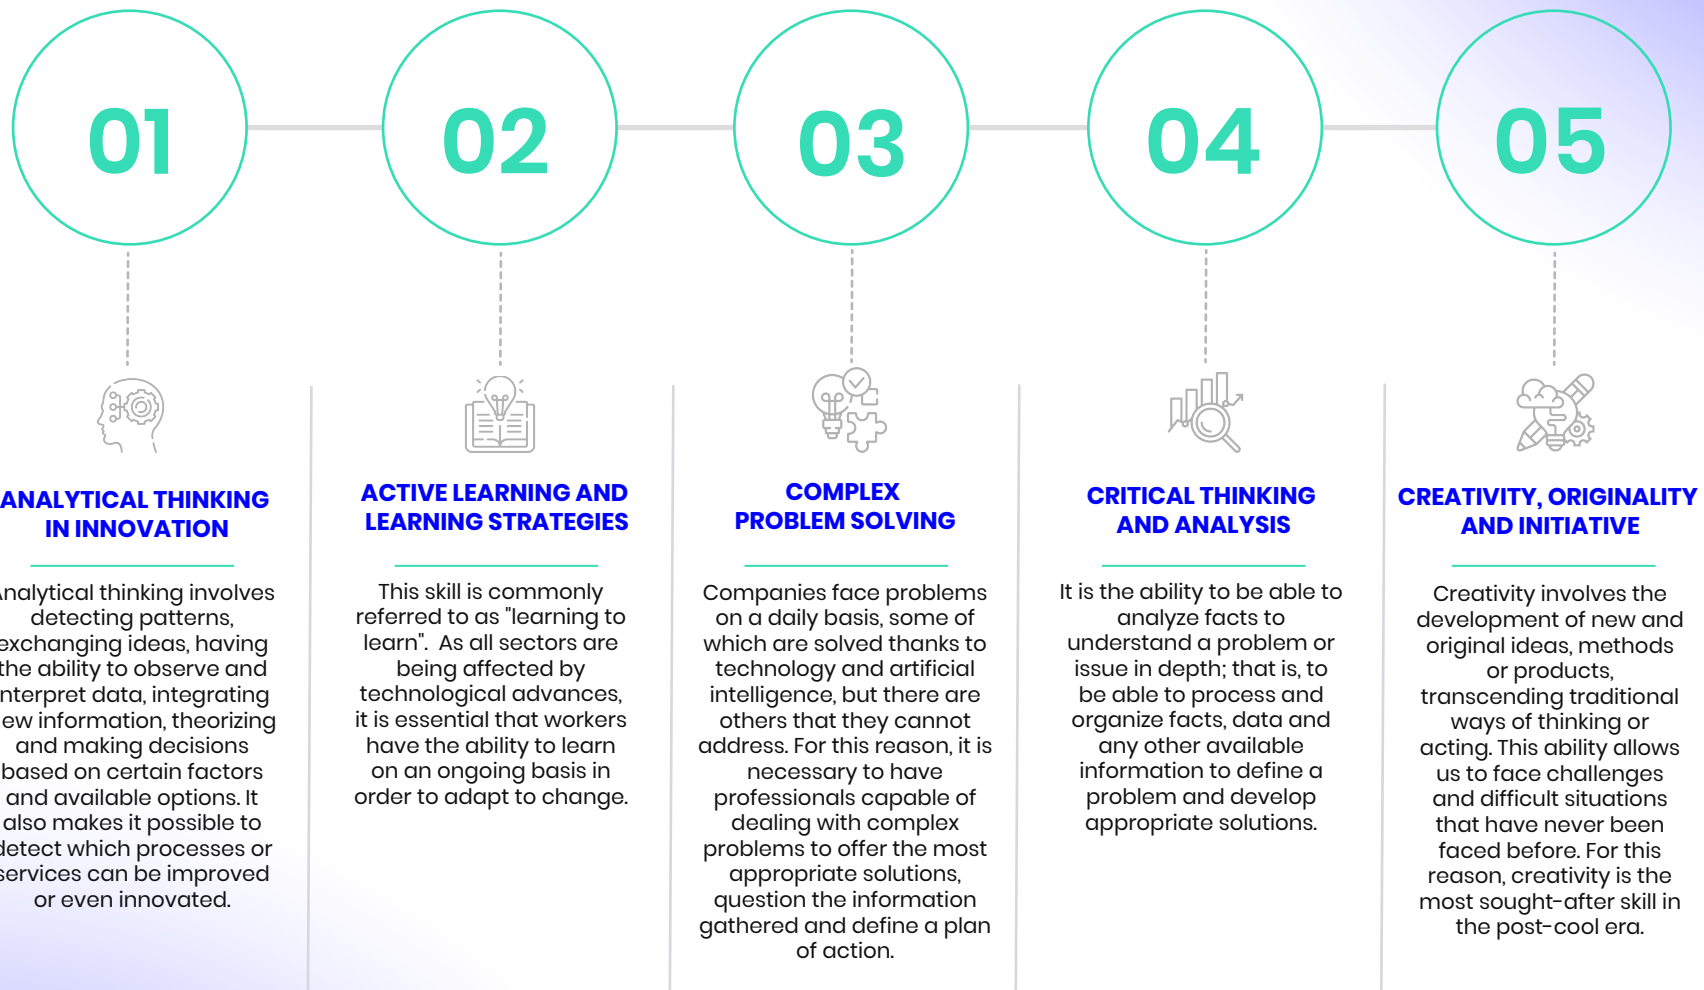 01
02
03
04
05
ANALYTICAL THINKING
IN INNOVATION
Analytical thinking involves
detecting patterns,
exchanging ideas, having
the ability to observe and
nterpret data, integrating
ew information, theorizing
and making decisions
based on certain factors
and available options. It
also makes it possible to
detect which processes or
services can be improved
or even innovated.
ACTIVE LEARNING AND
LEARNING STRATEGIES
This skill is commonly
referred to as "learning to
learn". As all sectors are
being affected by
technological advances,
it is essential that workers
have the ability to learn
on an ongoing basis in
order to adapt to change.
COMPLEX
PROBLEM SOLVING
Companies face problems
on a daily basis, some of
which are solved thanks to
technology and artificial
intelligence, but there are
others that they cannot
address. For this reason, it is
necessary to have
professionals capable of
dealing with complex
problems to offer the most
appropriate solutions,
question the information
gathered and define a plan
of action.
CRITICAL THINKING
AND ANALYSIS
It is the ability to be able to
analyze facts to
understand a problem or
issue in depth; that is, to
be able to process and
organize facts, data and
any other available
information to define a
problem and develop
appropriate solutions.
CREATIVITY, ORIGINALITY
AND INITIATIVE
Creativity involves the
development of new and
original ideas, methods
or products,
transcending traditional
ways of thinking or
acting. This ability allows
us to face challenges
and difficult situations
that have never been
faced before. For this
reason, creativity is the
most sought-after skill in
the post-cool era.